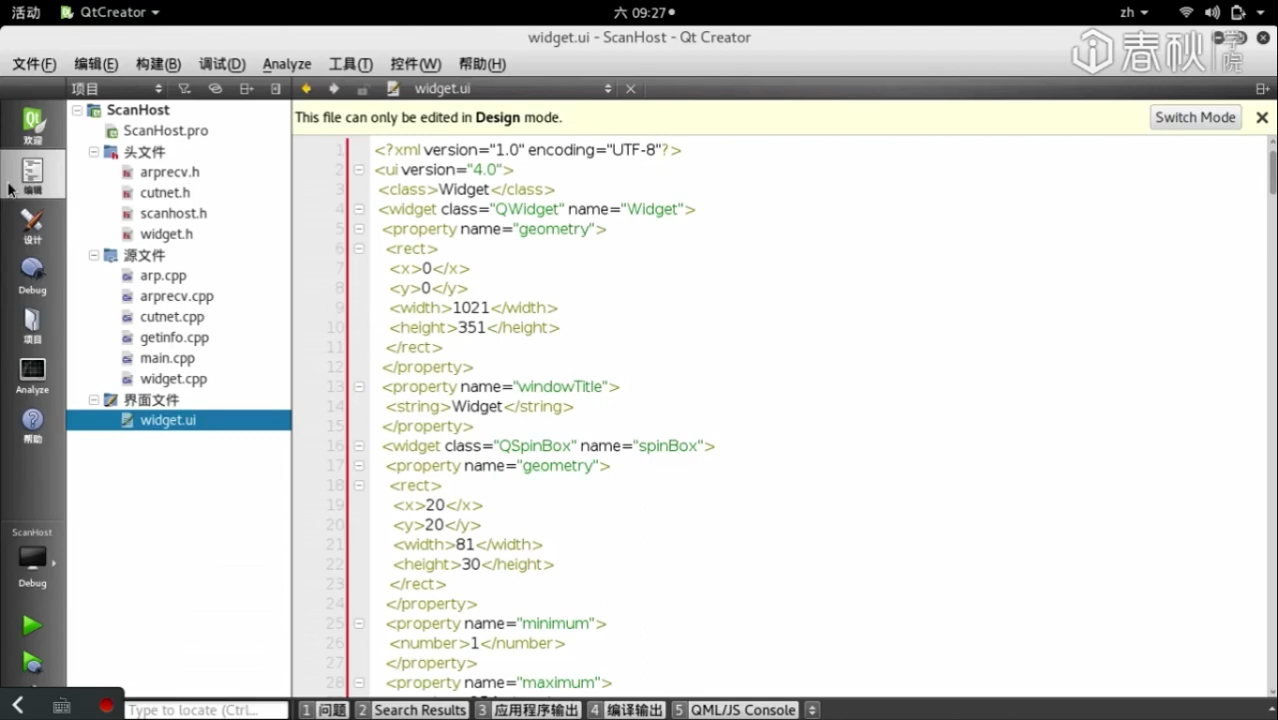 活动 QtCreator 六 09:27 zh
widget.ui - ScanHost - Qt Creator
春秋学院
文件(F) 编辑(E) 构建(B) 调试(D) Analyze 工具(T) 控件(W) 帮助(H)
项目 widget.ui
This file can only be edited in Design mode. Switch Mode
欢迎
编辑
设计
Debug
项目
Analyze
帮助
ScanHost
Debug
ScanHost
ScanHost.pro
头文件
arprecv.h
cutnet.h
scanhost.h
widget.h
源文件
arp.cpp
arprecv.cpp
cutnet.cpp
getinfo.cpp
main.cpp
widget.cpp
界面文件
widget.ui
1 <?xml version="1.0" encoding="UTF-8"?>
2 <ui version="4.0">
3 <class>Widget</class>
4 <widget class="QWidget" name="Widget">
5 <property name="geometry">
6 <rect>
7 <x>0</x>
8 <y>0</y>
9 <width>1021</width>
10 <height>351</height>
11 </rect>
12 </property>
13 <property name="windowTitle">
14 <string>Widget</string>
15 </property>
16 <widget class="QSpinBox" name="spinBox">
17 <property name="geometry">
18 <rect>
19 <x>20</x>
20 <y>20</y>
21 <width>81</width>
22 <height>30</height>
23 </rect>
24 </property>
25 <property name="minimum">
26 <number>1</number>
27 </property>
28 <property name="maximum">
Type to locate (Ctrl... 1 问题 2 Search Results 3 应用程序输出 4 编译输出 5 QML/JS Console